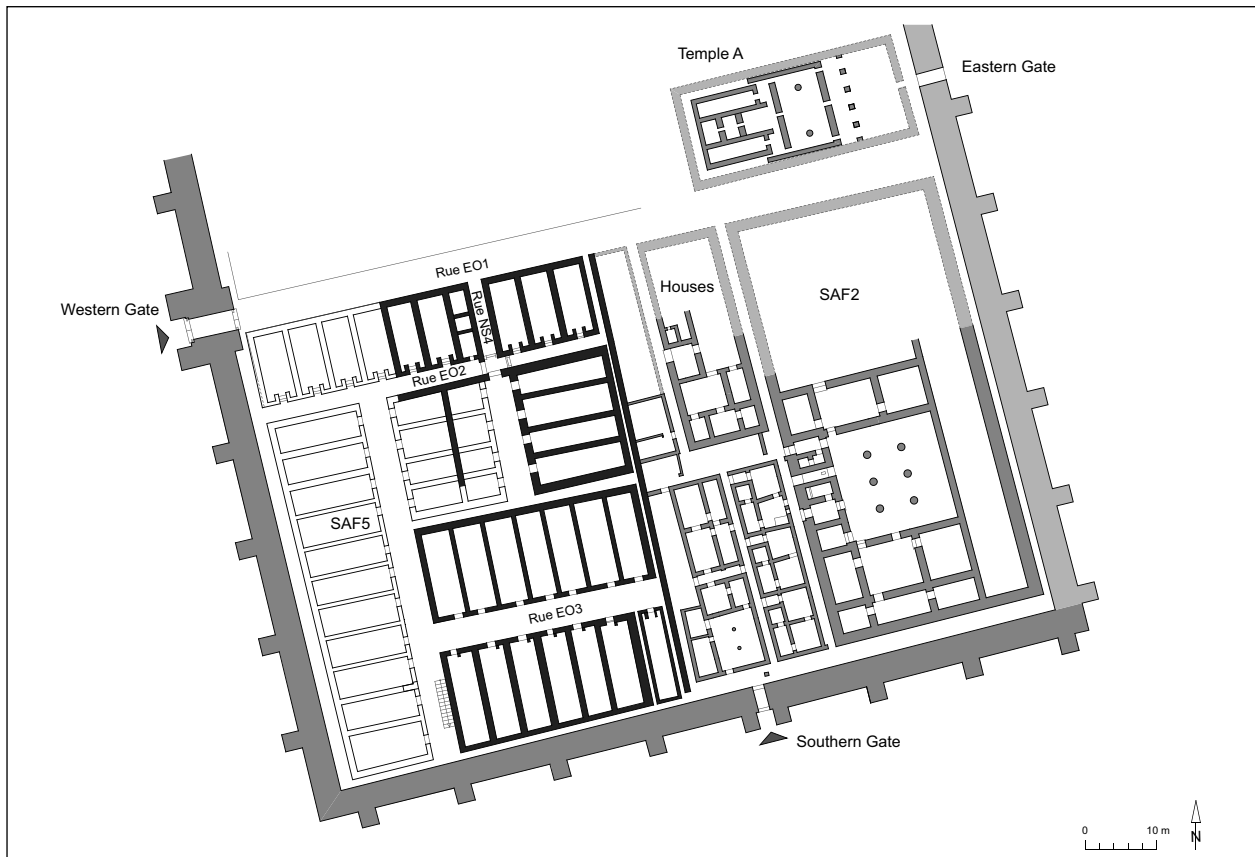 Temple A
Eastern Gate
Rue EO1
Western Gate
Rue NS4
Houses
SAF2
Rue EO2
SAF5
Rue EO3
Southern Gate
0 10 m
N